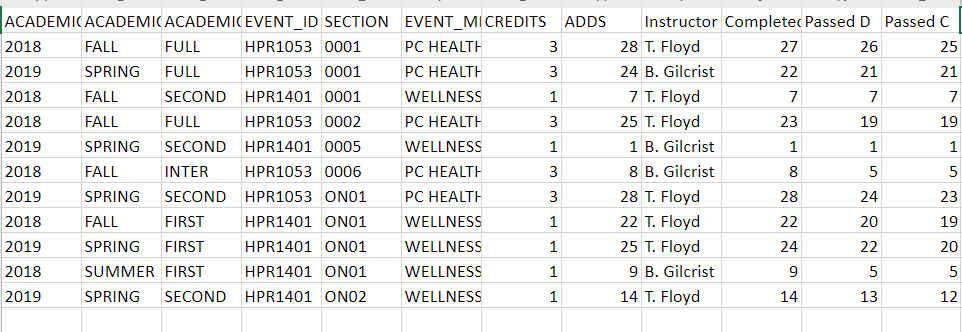 ACADEMIC ACADEMIC ACADEMIC EVENT_ID SECTION EVENT_ME CREDITS ADDS Instructor Completed Passed D Passed C
2018 FALL FULL HPR1053 0001 PC HEALTH 3 28 T. Floyd 27 26 25
2019 SPRING FULL HPR1053 0001 PC HEALTH 3 24 B. Gilcrist 22 21 21
2018 FALL SECOND HPR1401 0001 WELLNESS 1 7 T. Floyd 7 7 7
2018 FALL FULL HPR1053 0002 PC HEALTH 3 25 T. Floyd 23 19 19
2019 SPRING SECOND HPR1401 0005 WELLNESS 1 1 B. Gilcrist 1 1 1
2018 FALL INTER HPR1053 0006 PC HEALTH 3 8 B. Gilcrist 8 5 5
2019 SPRING SECOND HPR1053 ON01 PC HEALTH 3 28 T. Floyd 28 24 23
2018 FALL FIRST HPR1401 ON01 WELLNESS 1 22 T. Floyd 22 20 19
2019 SPRING FIRST HPR1401 ON01 WELLNESS 1 25 T. Floyd 24 22 20
2018 SUMMER FIRST HPR1401 ON01 WELLNESS 1 9 B. Gilcrist 9 5 5
2019 SPRING SECOND HPR1401 ON02 WELLNESS 1 14 T. Floyd 14 13 12